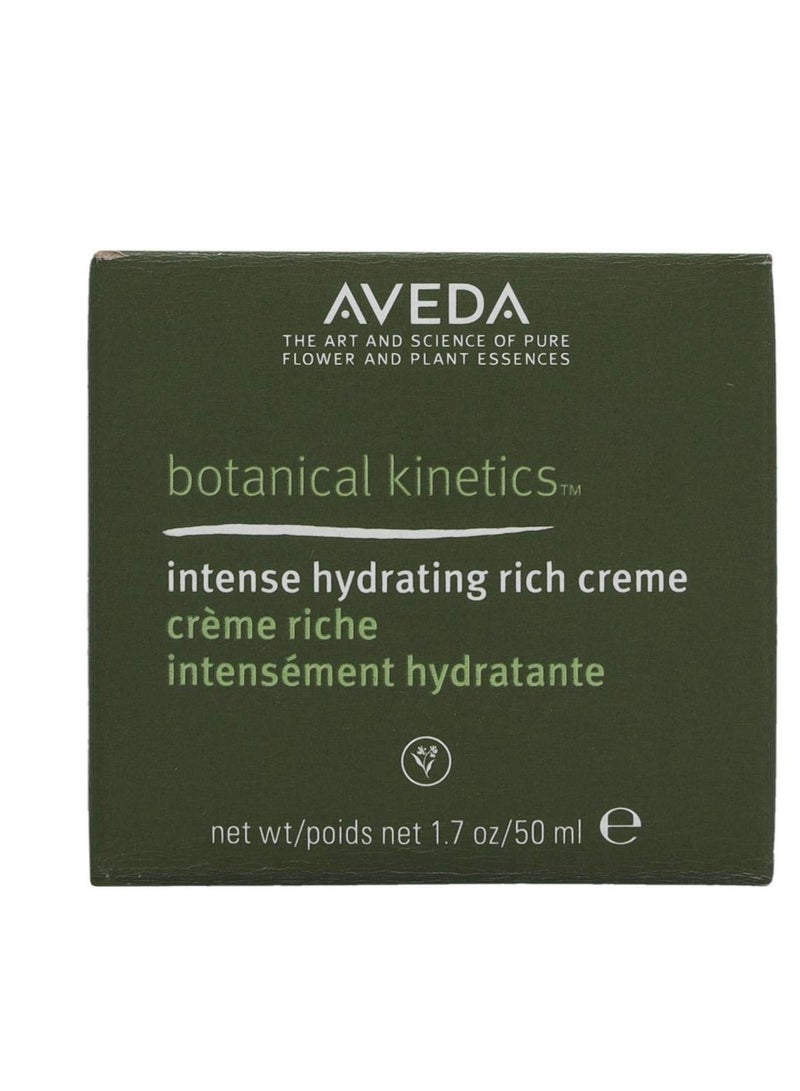 AVEDA
THE ART AND SCIENCE OF PURE
FLOWER AND PLANT ESSENCES
botanical kinetics™
intense hydrating rich creme
crème riche
intensément hydratante
net wt/poids net 1.7 oz/50 ml ℮